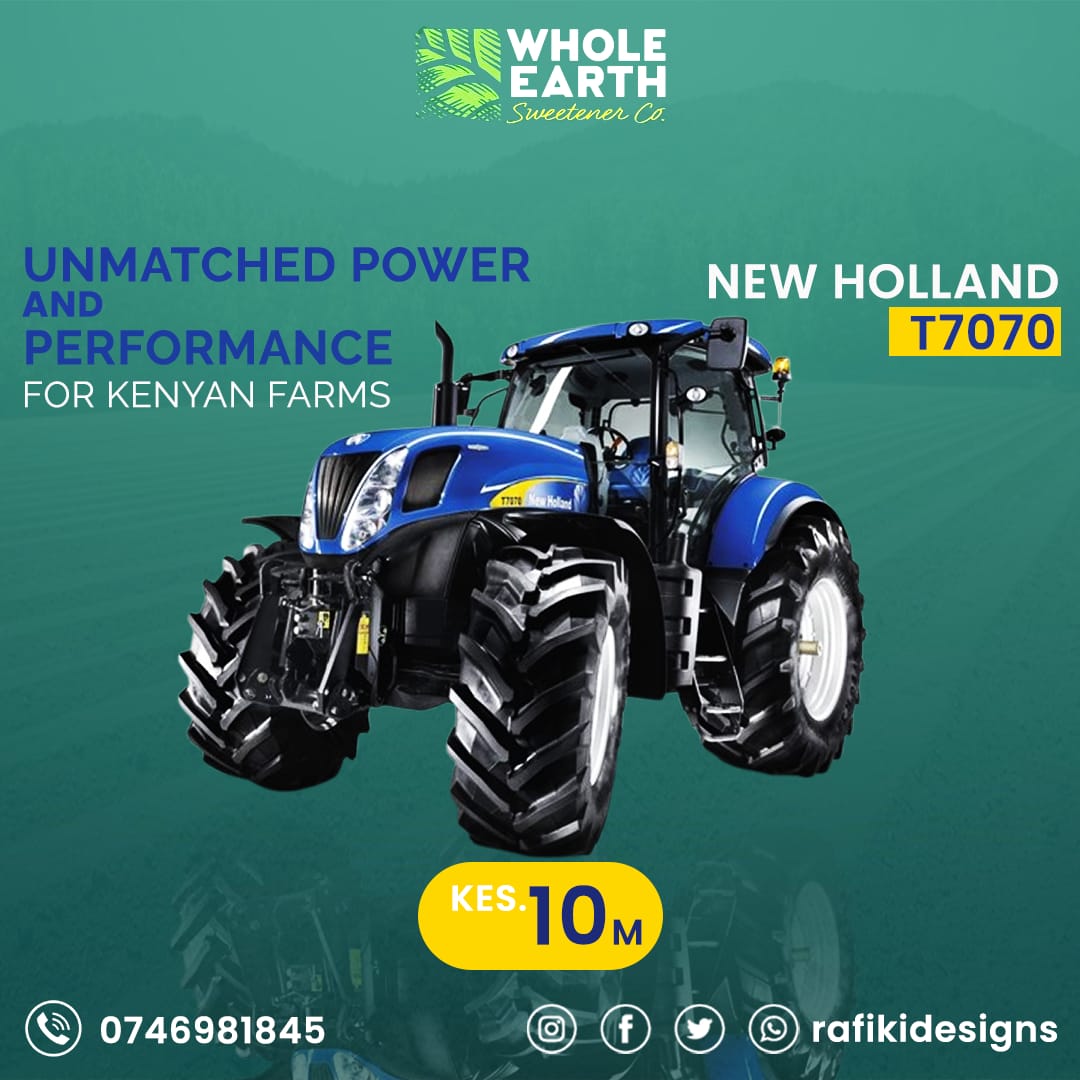 WHOLE
EARTH
Sweetener Co.
UNMATCHED POWER
AND
PERFORMANCE
FOR KENYAN FARMS
NEW HOLLAND
T7070
T7070 New Holland
KES.10M
0746981845
rafikidesigns